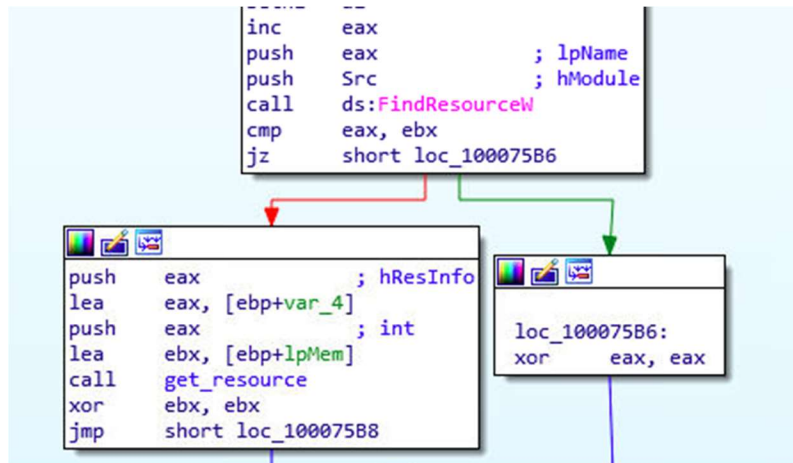 inc eax
push eax ; lpName
push Src ; hModule
call ds:FindResourceW
cmp eax, ebx
jz short loc_100075B6
push eax ; hResInfo
lea eax, [ebp+var_4]
push eax ; int
lea ebx, [ebp+lpMem]
call get_resource
xor ebx, ebx
jmp short loc_100075B8
loc_100075B6:
xor eax, eax